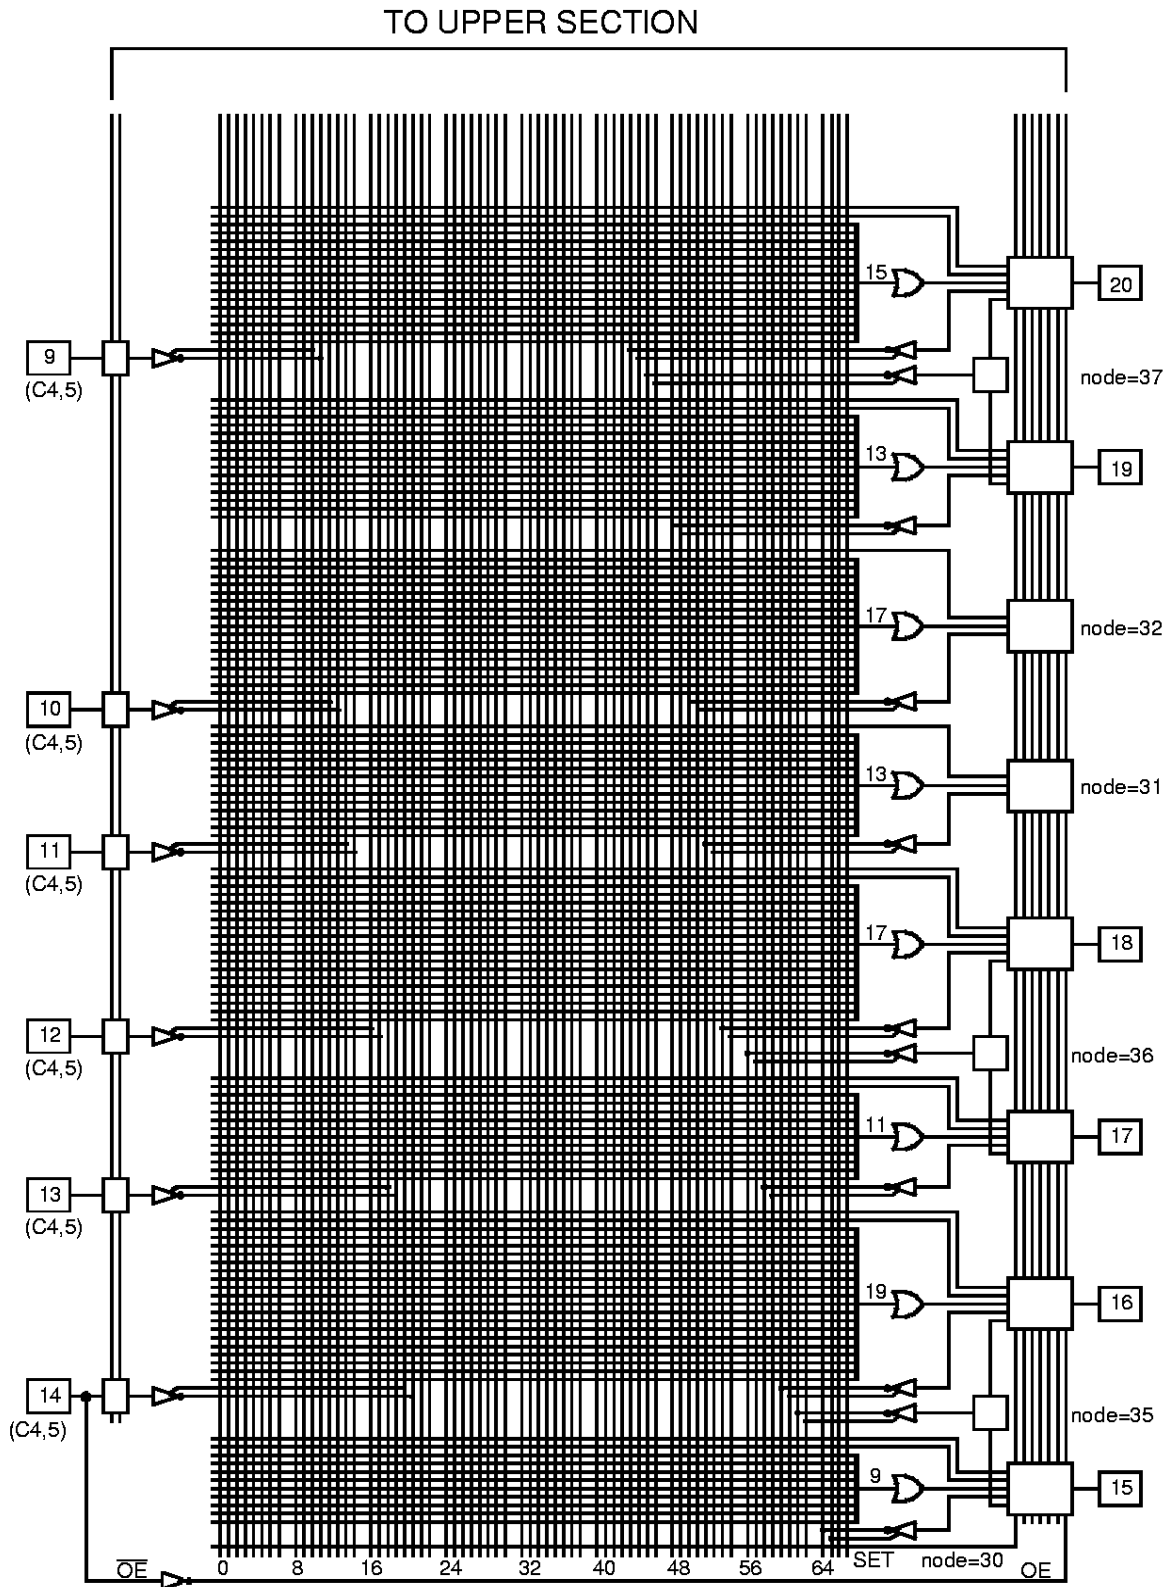 TO UPPER SECTION
15
20
9
(C4,5)
node=37
13
19
17
node=32
10
(C4,5)
13
node=31
11
(C4,5)
17
18
12
(C4,5)
node=36
11
17
13
(C4,5)
19
16
14
(C4,5)
node=35
9
15
OE 0 8 16 24 32 40 48 56 64 SET node=30 OE